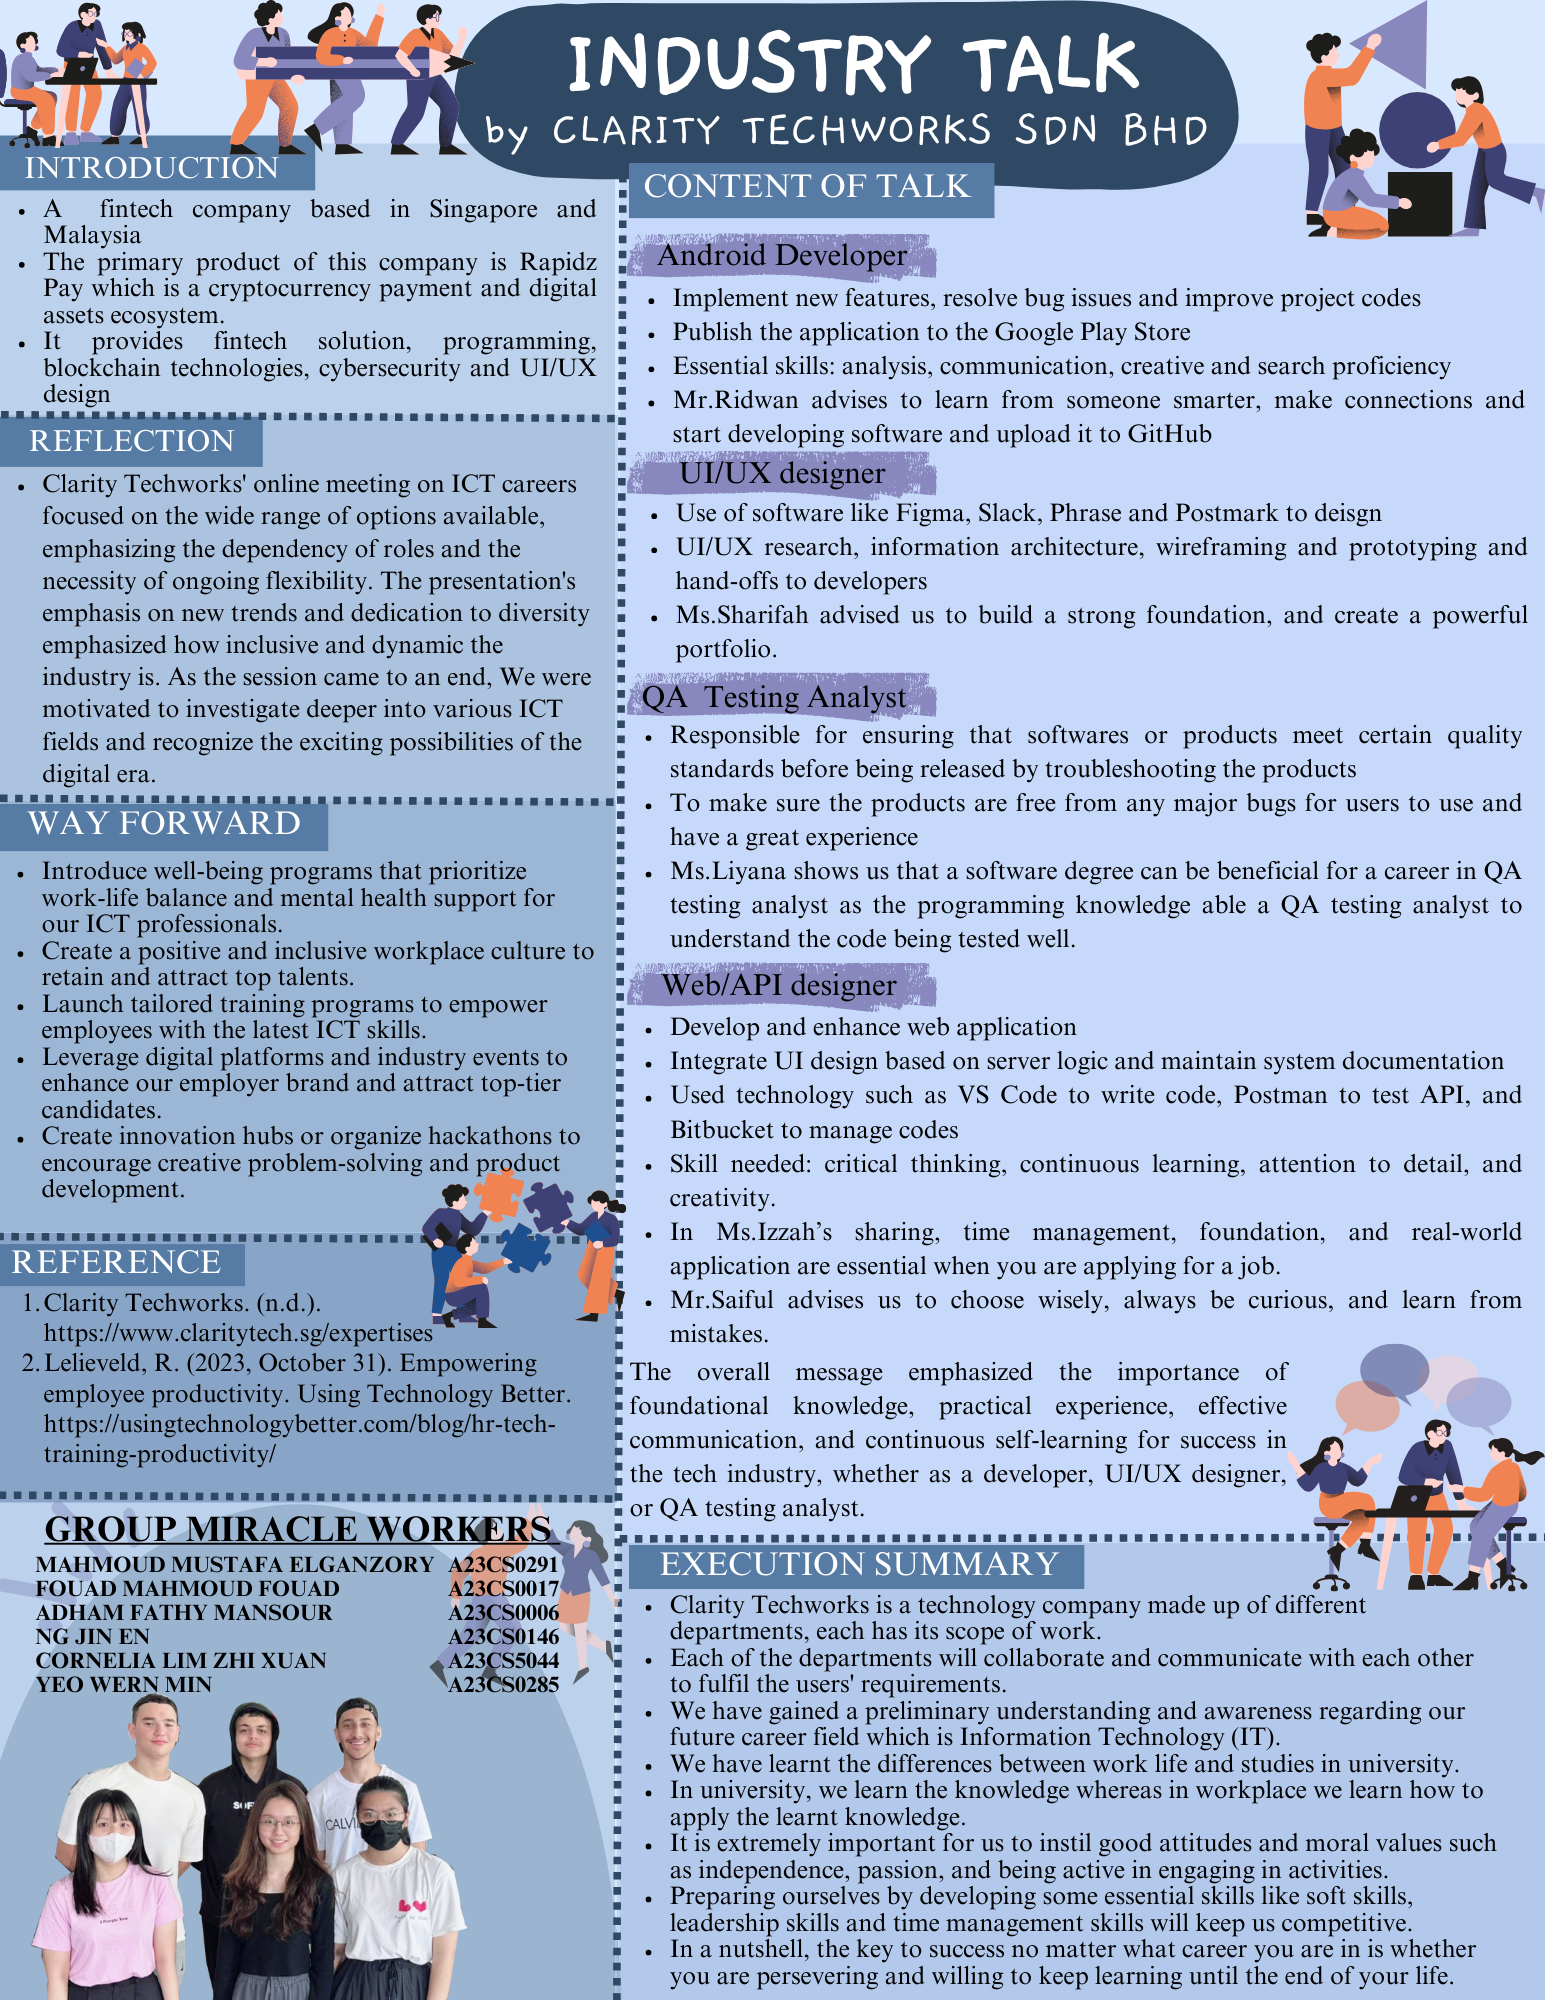 INDUSTRY TALK
by CLARITY TECHWORKS SDN BHD
INTRODUCTION
• A fintech company based in Singapore and
Malaysia
• The primary product of this company is Rapidz
Pay which is a cryptocurrency payment and digital
assets ecosystem.
• It provides fintech solution, programming,
blockchain technologies, cybersecurity and UI/UX
design
REFLECTION
• Clarity Techworks' online meeting on ICT careers
focused on the wide range of options available,
emphasizing the dependency of roles and the
necessity of ongoing flexibility. The presentation's
emphasis on new trends and dedication to diversity
emphasized how inclusive and dynamic the
industry is. As the session came to an end, We were
motivated to investigate deeper into various ICT
fields and recognize the exciting possibilities of the
digital era.
WAY FORWARD
• Introduce well-being programs that prioritize
work-life balance and mental health support for
our ICT professionals.
• Create a positive and inclusive workplace culture to
retain and attract top talents.
• Launch tailored training programs to empower
employees with the latest ICT skills.
• Leverage digital platforms and industry events to
enhance our employer brand and attract top-tier
candidates.
• Create innovation hubs or organize hackathons to
encourage creative problem-solving and product
development.
REFERENCE
1. Clarity Techworks. (n.d.).
https://www.claritytech.sg/expertises
2. Lelieveld, R. (2023, October 31). Empowering
employee productivity. Using Technology Better.
https://usingtechnologybetter.com/blog/hr-tech-
training-productivity/
GROUP MIRACLE WORKERS
MAHMOUD MUSTAFA ELGANZORY A23CS0291
FOUAD MAHMOUD FOUAD A23CS0017
ADHAM FATHY MANSOUR A23CS0006
NG JIN EN A23CS0146
CORNELIA LIM ZHI XUAN A23CS5044
YEO WERN MIN A23CS0285
CONTENT OF TALK
Android Developer
• Implement new features, resolve bug issues and improve project codes
• Publish the application to the Google Play Store
• Essential skills: analysis, communication, creative and search proficiency
• Mr.Ridwan advises to learn from someone smarter, make connections and
start developing software and upload it to GitHub
UI/UX designer
• Use of software like Figma, Slack, Phrase and Postmark to deisgn
• UI/UX research, information architecture, wireframing and prototyping and
hand-offs to developers
• Ms.Sharifah advised us to build a strong foundation, and create a powerful
portfolio.
QA Testing Analyst
• Responsible for ensuring that softwares or products meet certain quality
standards before being released by troubleshooting the products
• To make sure the products are free from any major bugs for users to use and
have a great experience
• Ms.Liyana shows us that a software degree can be beneficial for a career in QA
testing analyst as the programming knowledge able a QA testing analyst to
understand the code being tested well.
Web/API designer
• Develop and enhance web application
• Integrate UI design based on server logic and maintain system documentation
• Used technology such as VS Code to write code, Postman to test API, and
Bitbucket to manage codes
• Skill needed: critical thinking, continuous learning, attention to detail, and
creativity.
• In Ms.Izzah’s sharing, time management, foundation, and real-world
application are essential when you are applying for a job.
• Mr.Saiful advises us to choose wisely, always be curious, and learn from
mistakes.
The overall message emphasized the importance of
foundational knowledge, practical experience, effective
communication, and continuous self-learning for success in
the tech industry, whether as a developer, UI/UX designer,
or QA testing analyst.
EXECUTION SUMMARY
• Clarity Techworks is a technology company made up of different
departments, each has its scope of work.
• Each of the departments will collaborate and communicate with each other
to fulfil the users' requirements.
• We have gained a preliminary understanding and awareness regarding our
future career field which is Information Technology (IT).
• We have learnt the differences between work life and studies in university.
• In university, we learn the knowledge whereas in workplace we learn how to
apply the learnt knowledge.
• It is extremely important for us to instil good attitudes and moral values such
as independence, passion, and being active in engaging in activities.
• Preparing ourselves by developing some essential skills like soft skills,
leadership skills and time management skills will keep us competitive.
• In a nutshell, the key to success no matter what career you are in is whether
you are persevering and willing to keep learning until the end of your life.